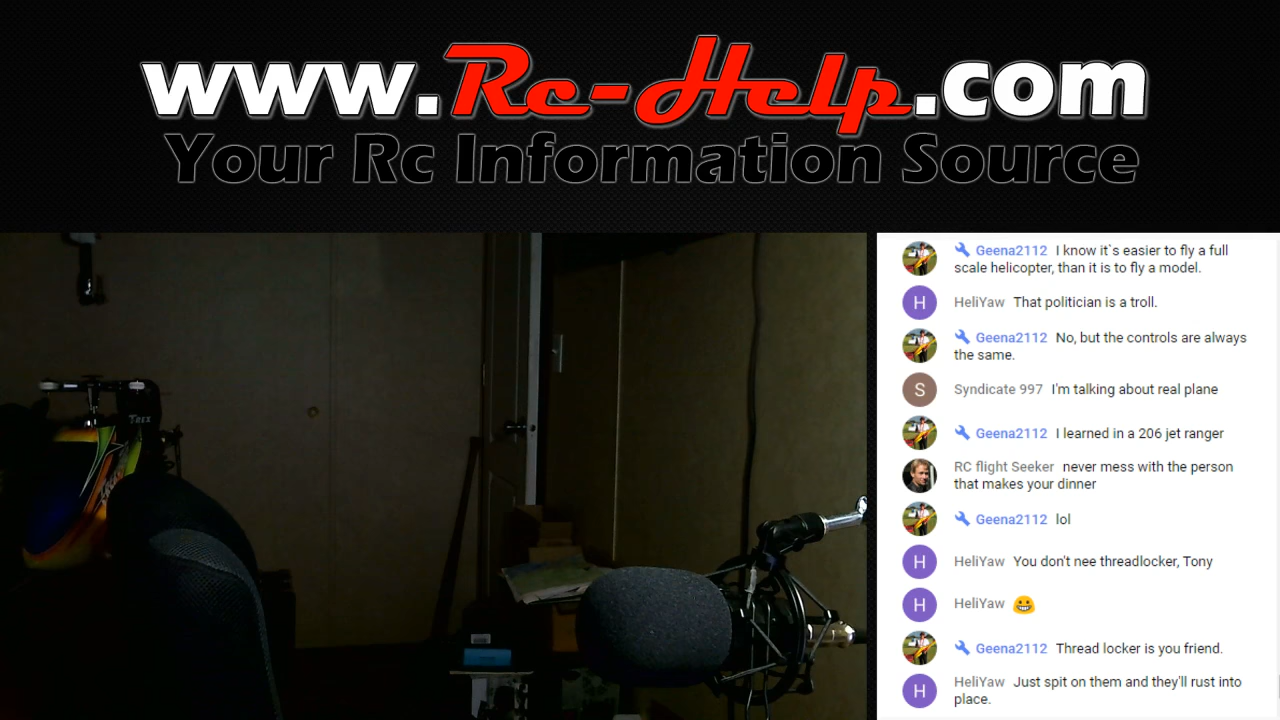 www.Rc-Help.com
Your Rc Information Source
T-REX
Geena2112 I know it`s easier to fly a full
scale helicopter, than it is to fly a model.
H HeliYaw That politician is a troll.
Geena2112 No, but the controls are always
the same.
S Syndicate 997 I'm talking about real plane
Geena2112 I learned in a 206 jet ranger
RC flight Seeker never mess with the person
that makes your dinner
Geena2112 lol
H HeliYaw You don't nee threadlocker, Tony
H HeliYaw 😀
Geena2112 Thread locker is you friend.
H HeliYaw Just spit on them and they'll rust into
place.